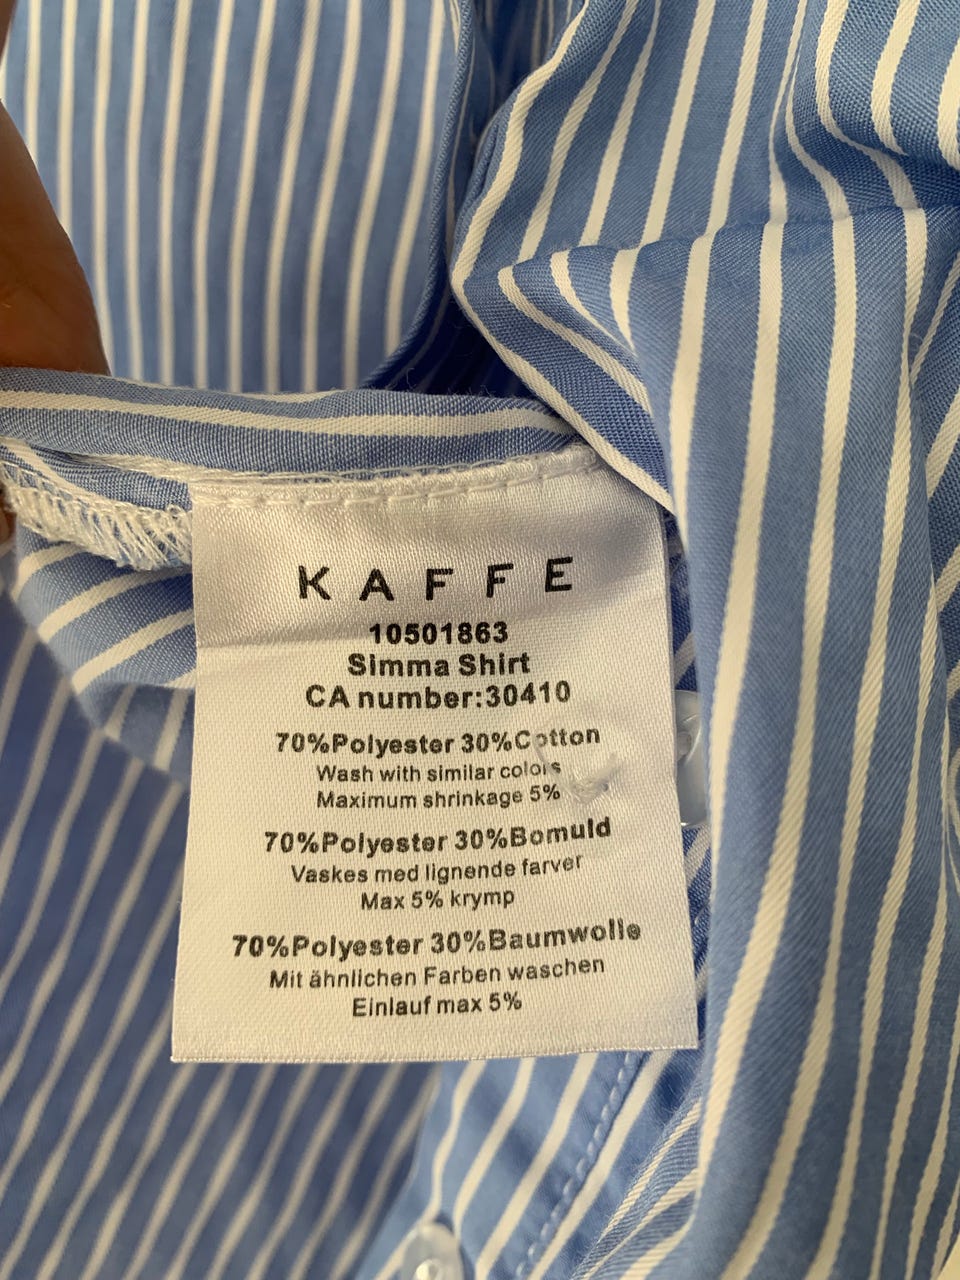 KAFFE
10501863
Simma Shirt
CA number:30410
70%Polyester 30%Cotton
Wash with similar colors
Maximum shrinkage 5%
70%Polyester 30%Bomuld
Vaskes med lignende farver
Max 5% krymp
70%Polyester 30%Baumwolle
Mit ähnlichen Farben waschen
Einlauf max 5%